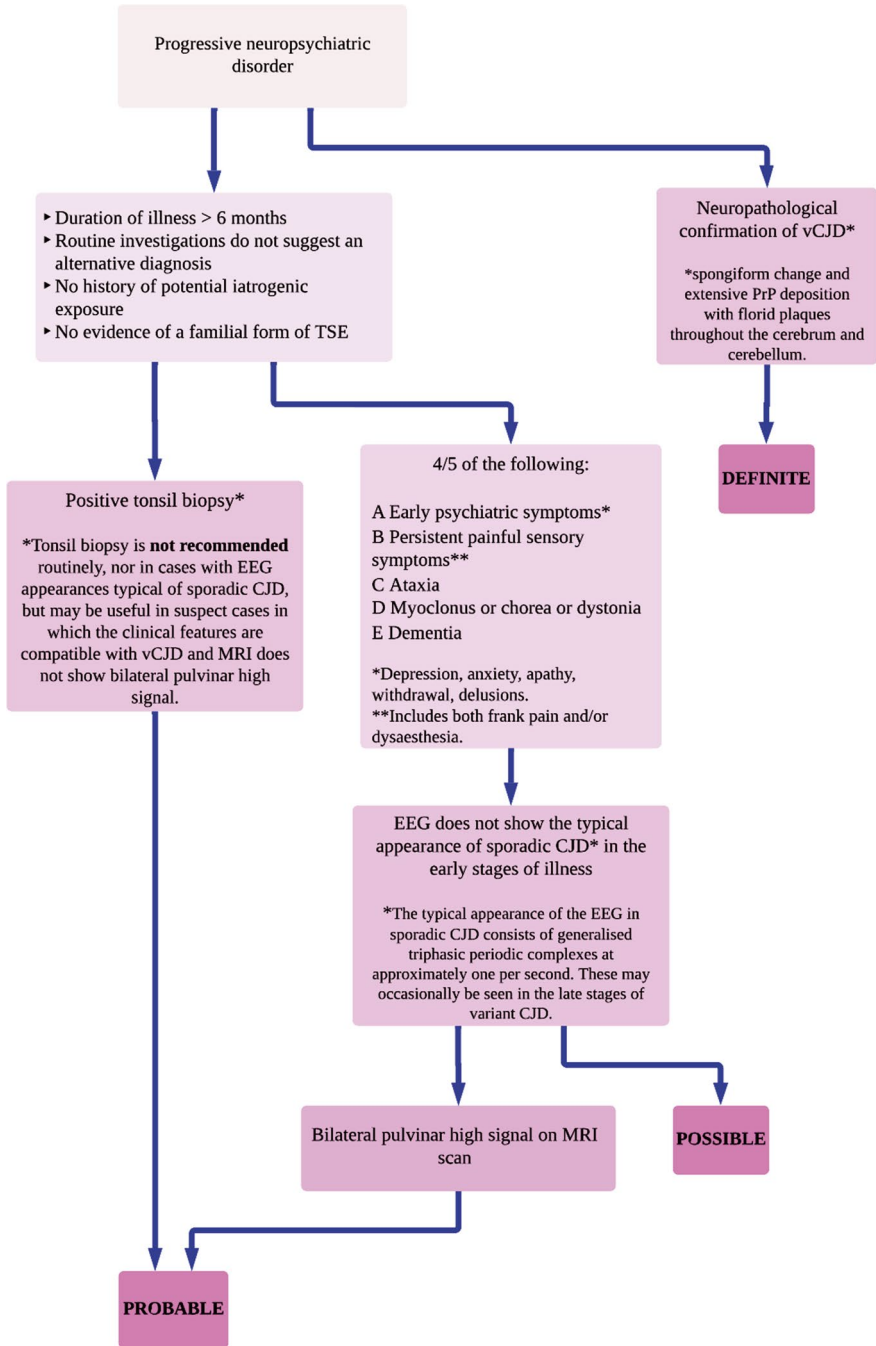 Progressive neuropsychiatric
disorder
‣ Duration of illness > 6 months
‣ Routine investigations do not suggest an
alternative diagnosis
‣ No history of potential iatrogenic
exposure
‣ No evidence of a familial form of TSE
Neuropathological
confirmation of vCJD*
*spongiform change and
extensive PrP deposition
with florid plaques
throughout the cerebrum and
cerebellum.
DEFINITE
Positive tonsil biopsy*
*Tonsil biopsy is not recommended
routinely, nor in cases with EEG
appearances typical of sporadic CJD,
but may be useful in suspect cases in
which the clinical features are
compatible with vCJD and MRI does
not show bilateral pulvinar high
signal.
4/5 of the following:
A Early psychiatric symptoms*
B Persistent painful sensory
symptoms**
C Ataxia
D Myoclonus or chorea or dystonia
E Dementia
*Depression, anxiety, apathy,
withdrawal, delusions.
**Includes both frank pain and/or
dysaesthesia.
EEG does not show the typical
appearance of sporadic CJD* in the
early stages of illness
*The typical appearance of the EEG in
sporadic CJD consists of generalised
triphasic periodic complexes at
approximately one per second. These may
occasionally be seen in the late stages of
variant CJD.
Bilateral pulvinar high signal on MRI
scan
POSSIBLE
PROBABLE